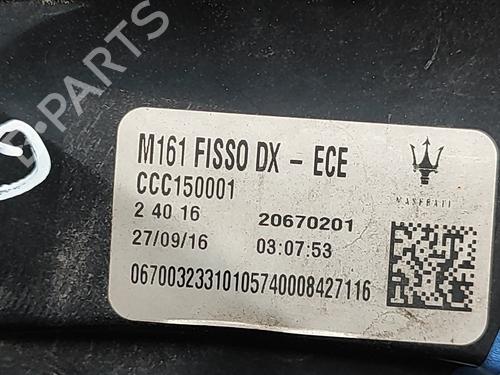 B-PARTS
M161 FISSO DX - ECE
CCC150001
MASERATI
2 40 16 20670201
27/09/16 03:07:53
06700323310105740008427116